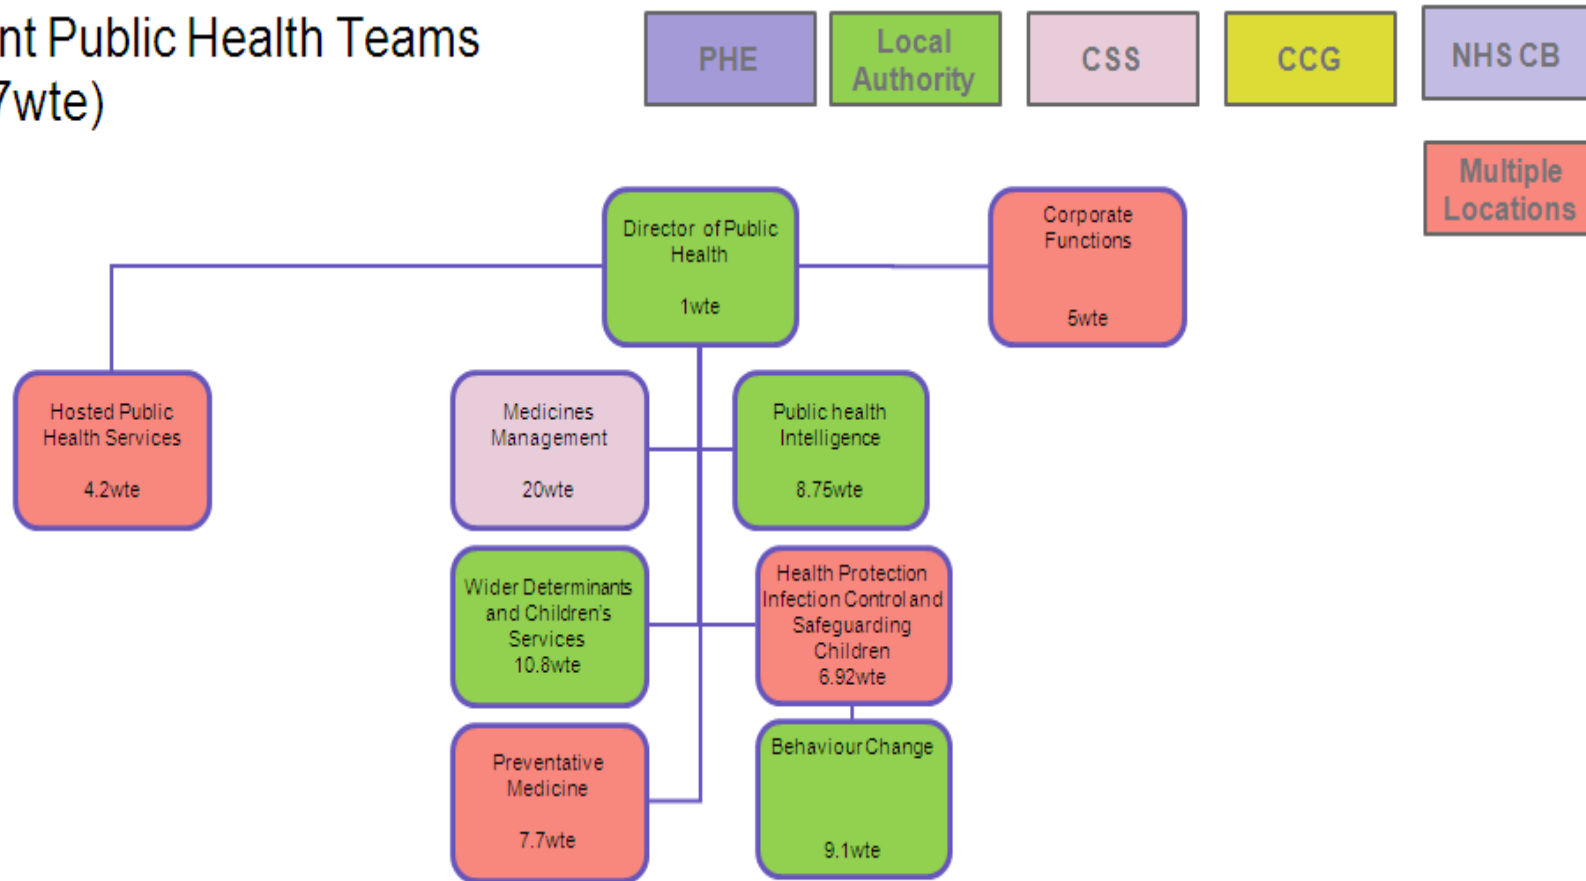 nt Public Health Teams
7wte)
PHE
Local
Authority
CSS
CCG
NHS CB
Multiple
Locations
Director of Public
Health
1wte
Corporate
Functions
5wte
Hosted Public
Health Services
4.2wte
Medicines
Management
20wte
Public health
Intelligence
8.75wte
Wider Determinants
and Children's
Services
10.8wte
Health Protection
Infection Control and
Safeguarding
Children
6.92wte
Preventative
Medicine
7.7wte
Behaviour Change
9.1wte